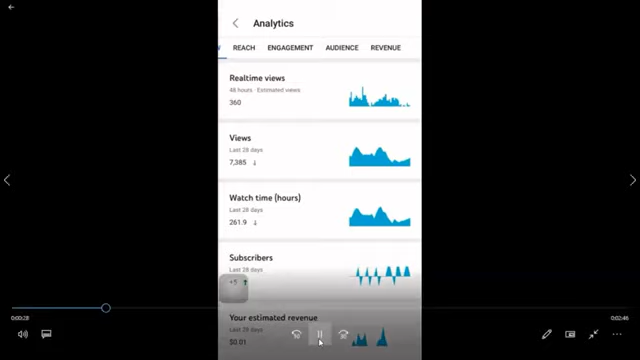 Analytics
REACH ENGAGEMENT AUDIENCE REVENUE
Realtime views
48 hours · Estimated views
360
Views
Last 28 days
7,385 ↓
Watch time (hours)
Last 28 days
261.9 ↓
Subscribers
Last 28 days
+5 ↑
Your estimated revenue
Last 28 days
$0.01
0:00:28
0:02:46